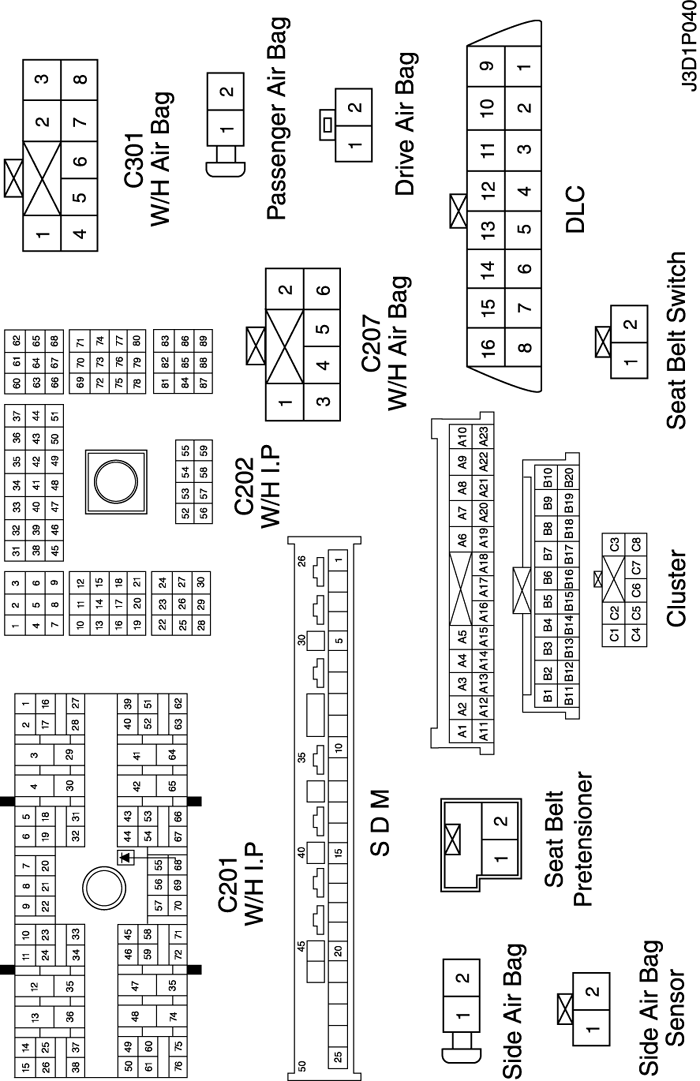 15 14 13 12 11 10 9 8 7 6 5 4 3 2 1
26 25 24 23 22 21 20 19 18 17 16
38 37 36 35 34 33 32 31 30 29 28 27
50 49 48 47 46 45 44 43 42 41 40 39
61 60 59 58 54 53 52 51
57 56 55
76 75 74 35 72 71 70 69 68 67 66 65 64 63 62
C201
W/H I.P
1 2 3
4 5 6
7 8 9
10 11 12
13 14 15
16 17 18
19 20 21
22 23 24
25 26 27
28 29 30
31 32 33 34 35 36 37
38 39 40 41 42 43 44
45 46 47 48 49 50 51
52 53 54 55
56 57 58 59
60 61 62
63 64 65
66 67 68
69 70 71
72 73 74
75 76 77
78 79 80
81 82 83
84 85 86
87 88 89
C202
W/H I.P
1 2 3
4 5 6 7 8
C301
W/H Air Bag
1 2
Passenger Air Bag
1 2
Drive Air Bag
1 2
3 4 5 6
C207
W/H Air Bag
50 45 40 35 30 26
25 20 15 10 5 1
S D M
16 15 14 13 12 11 10 9
8 7 6 5 4 3 2 1
DLC
1 2
Side Air Bag
1 2
Side Air Bag
Sensor
1 2
Seat Belt
Pretensioner
A1 A2 A3 A4 A5 A6 A7 A8 A9 A10
A11 A12 A13 A14 A15 A16 A17 A18 A19 A20 A21 A22 A23
B1 B2 B3 B4 B5 B6 B7 B8 B9 B10
B11 B12 B13 B14 B15 B16 B17 B18 B19 B20
C1 C2 C3
C4 C5 C6 C7 C8
Cluster
1 2
Seat Belt Switch
J3D1P040